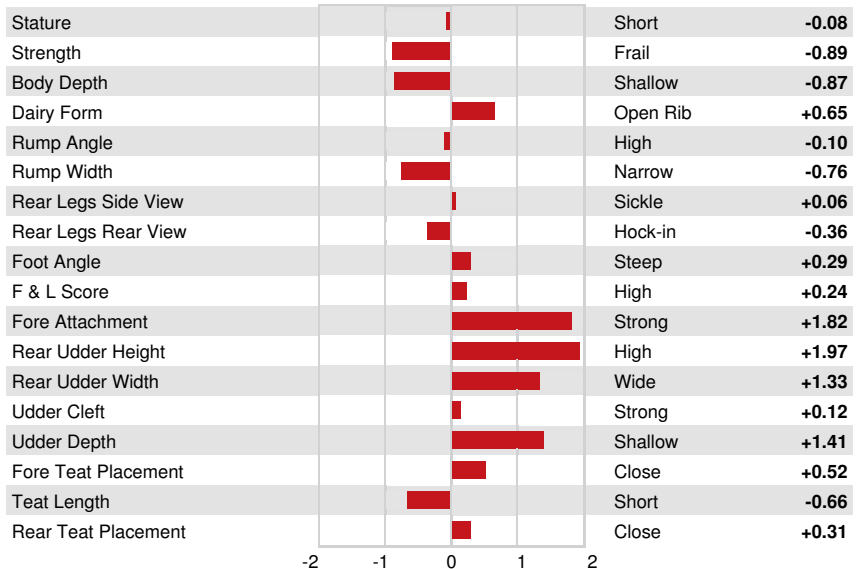 Stature Short -0.08
Strength Frail -0.89
Body Depth Shallow -0.87
Dairy Form Open Rib +0.65
Rump Angle High -0.10
Rump Width Narrow -0.76
Rear Legs Side View Sickle +0.06
Rear Legs Rear View Hock-in -0.36
Foot Angle Steep +0.29
F & L Score High +0.24
Fore Attachment Strong +1.82
Rear Udder Height High +1.97
Rear Udder Width Wide +1.33
Udder Cleft Strong +0.12
Udder Depth Shallow +1.41
Fore Teat Placement Close +0.52
Teat Length Short -0.66
Rear Teat Placement Close +0.31
-2 -1 0 1 2